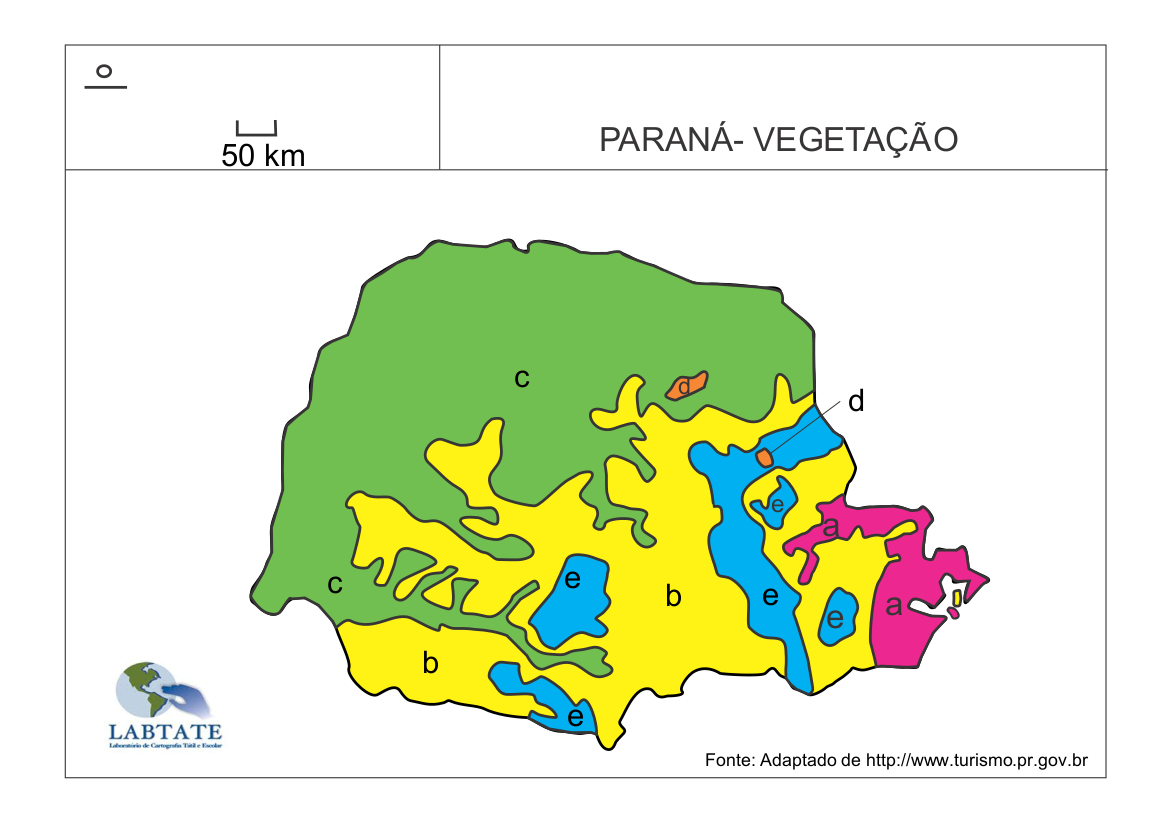 50 km
PARANÁ- VEGETAÇÃO
c
d
d
e
a
c
e
b
e
e
a
b
e
LABTATE
Laboratório de Cartografia Tátil e Escolar
Fonte: Adaptado de http://www.turismo.pr.gov.br